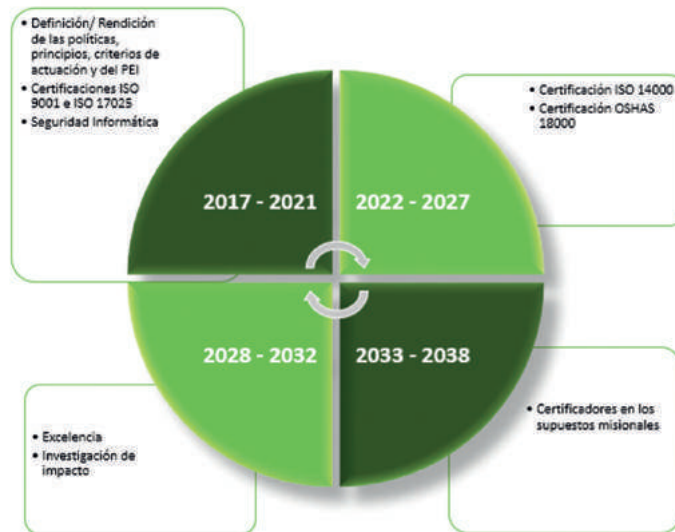 • Definición/ Rendición
de las políticas,
principios, criterios de
actuación y del PEI
• Certificaciones ISO
9001 e ISO 17025
• Seguridad Informática
• Certificación ISO 14000
• Certificación OSHAS
18000
2017 - 2021
2022 - 2027
2028 - 2032
2033 - 2038
• Excelencia
• Investigación de
impacto
• Certificadores en los
supuestos misionales